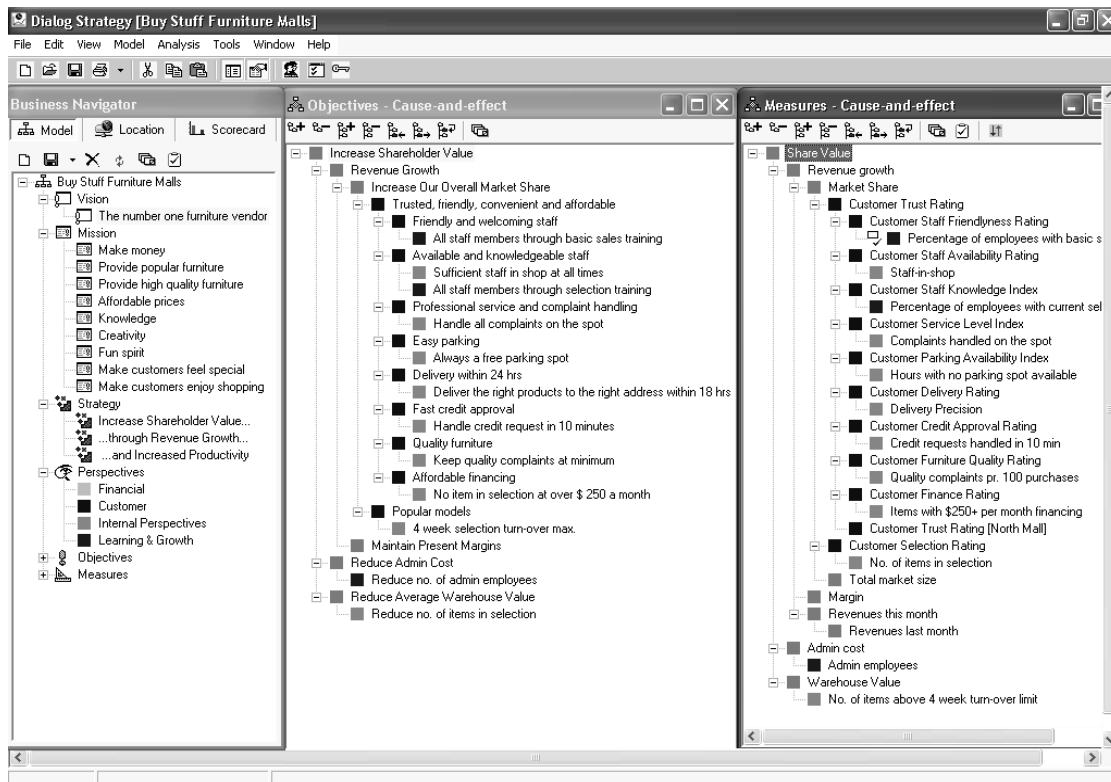 Dialog Strategy [Buy Stuff Furniture Malls]
File Edit View Model Analysis Tools Window Help
Business Navigator
Model Location Scorecard
Buy Stuff Furniture Malls
Vision
The number one furniture vendor
Mission
Make money
Provide popular furniture
Provide high quality furniture
Affordable prices
Knowledge
Creativity
Fun spirit
Make customers feel special
Make customers enjoy shopping
Strategy
Increase Shareholder Value...
...through Revenue Growth...
...and Increased Productivity
Perspectives
Financial
Customer
Internal Perspectives
Learning & Growth
Objectives
Measures
Objectives - Cause-and-effect
Increase Shareholder Value
Revenue Growth
Increase Our Overall Market Share
Trusted, friendly, convenient and affordable
Friendly and welcoming staff
All staff members through basic sales training
Available and knowledgeable staff
Sufficient staff in shop at all times
All staff members through selection training
Professional service and complaint handling
Handle all complaints on the spot
Easy parking
Always a free parking spot
Delivery within 24 hrs
Deliver the right products to the right address within 18 hrs
Fast credit approval
Handle credit request in 10 minutes
Quality furniture
Keep quality complaints at minimum
Affordable financing
No item in selection at over $ 250 a month
Popular models
4 week selection turn-over max.
Maintain Present Margins
Reduce Admin Cost
Reduce no. of admin employees
Reduce Average Warehouse Value
Reduce no. of items in selection
Measures - Cause-and-effect
Share Value
Revenue growth
Market Share
Customer Trust Rating
Customer Staff Friendlyness Rating
Percentage of employees with basic s
Customer Staff Availability Rating
Staff-in-shop
Customer Staff Knowledge Index
Percentage of employees with current sel
Customer Service Level Index
Complaints handled on the spot
Customer Parking Availability Index
Hours with no parking spot available
Customer Delivery Rating
Delivery Precision
Customer Credit Approval Rating
Credit requests handled in 10 min
Customer Furniture Quality Rating
Quality complaints pr. 100 purchases
Customer Finance Rating
Items with $250+ per month financing
Customer Trust Rating [North Mall]
Customer Selection Rating
No. of items in selection
Total market size
Margin
Revenues this month
Revenues last month
Admin cost
Admin employees
Warehouse Value
No. of items above 4 week turn-over limit